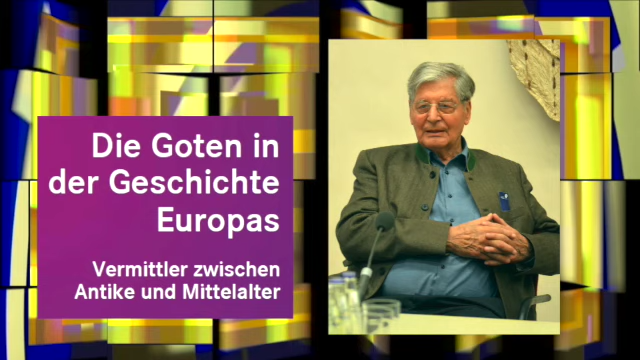 Die Goten in
der Geschichte
Europas
Vermittler zwischen
Antike und Mittelalter